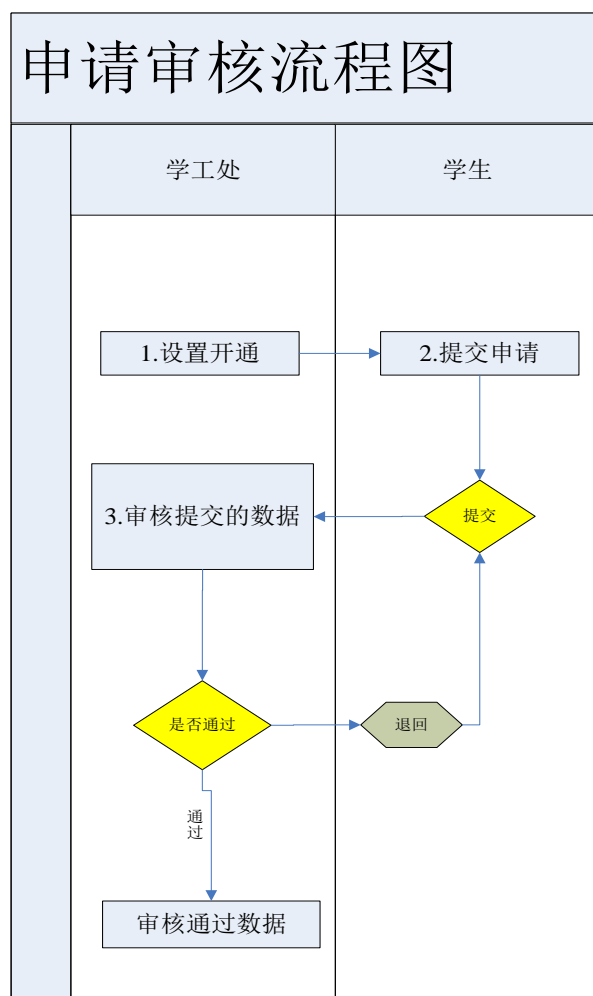 申请审核流程图
学工处
学生
1.设置开通
2.提交申请
3.审核提交的数据
提交
是否通过
退回
通过
审核通过数据